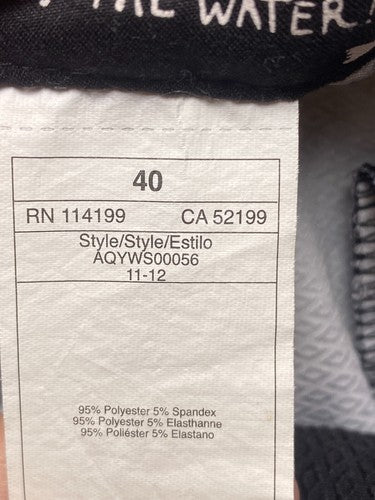 THE WATER!
40
RN 114199 CA 52199
Style/Style/Estilo
AQYWS00056
11-12
95% Polyester 5% Spandex
95% Polyester 5% Elasthanne
95% Poliéster 5% Elastano